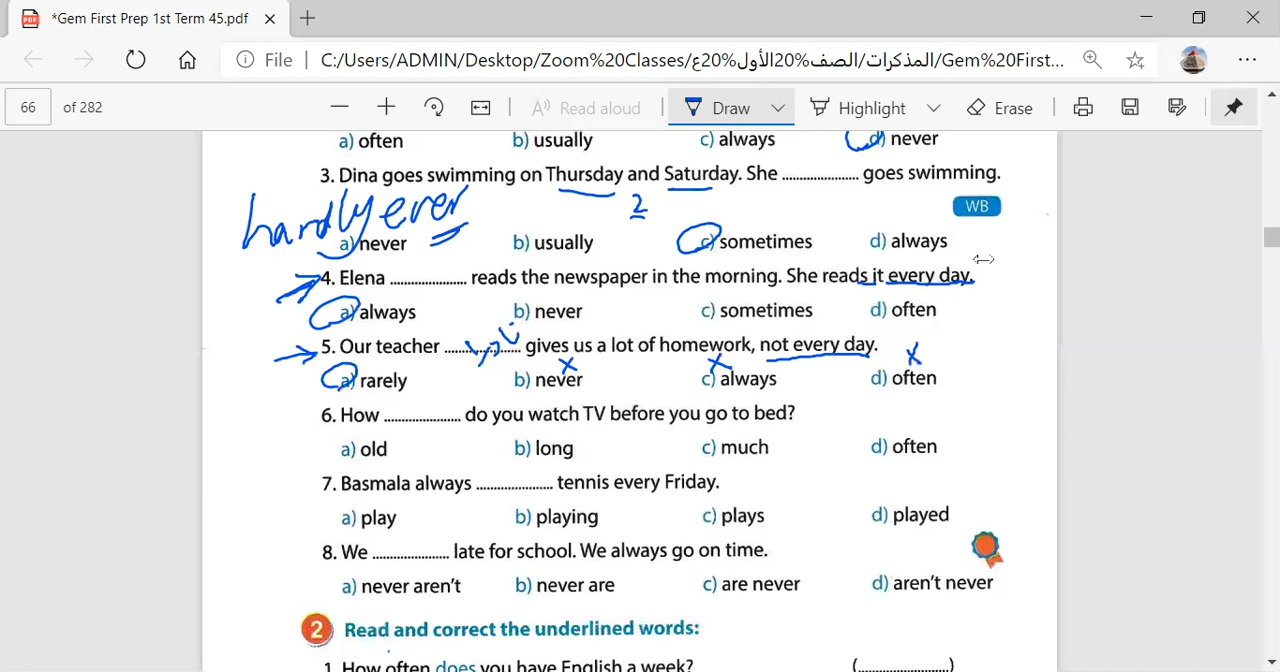 *Gem First Prep 1st Term 45.pdf
File C:/Users/ADMIN/Desktop/Zoom%20Classes/المذكرات/الصف%20الأول%20ع/Gem%20First...
66 of 282 Read aloud Draw Highlight Erase
a) often b) usually c) always d) never
3. Dina goes swimming on Thursday and Saturday. She .................... goes swimming.
hardly ever 2 WB
a) never b) usually c) sometimes d) always
4. Elena .................... reads the newspaper in the morning. She reads it every day.
a) always b) never c) sometimes d) often
5. Our teacher .................... gives us a lot of homework, not every day.
a) rarely b) never c) always d) often
6. How .................... do you watch TV before you go to bed?
a) old b) long c) much d) often
7. Basmala always .................... tennis every Friday.
a) play b) playing c) plays d) played
8. We .................... late for school. We always go on time.
a) never aren't b) never are c) are never d) aren't never
2 Read and correct the underlined words:
1. How often does you have English a week? (........................)